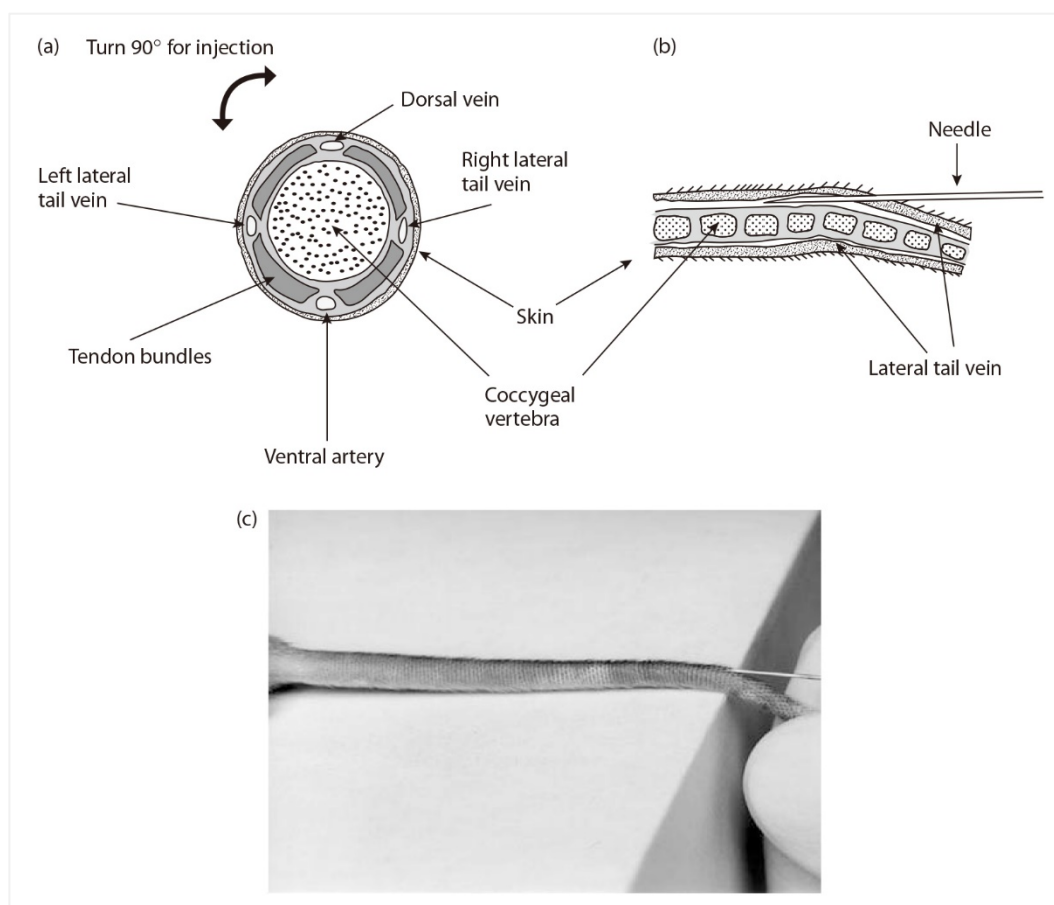 (a) Turn 90° for injection
Dorsal vein
Left lateral
tail vein
Right lateral
tail vein
Tendon bundles
Ventral artery
Skin
Coccygeal
vertebra
(b)
Needle
Lateral tail vein
(c)